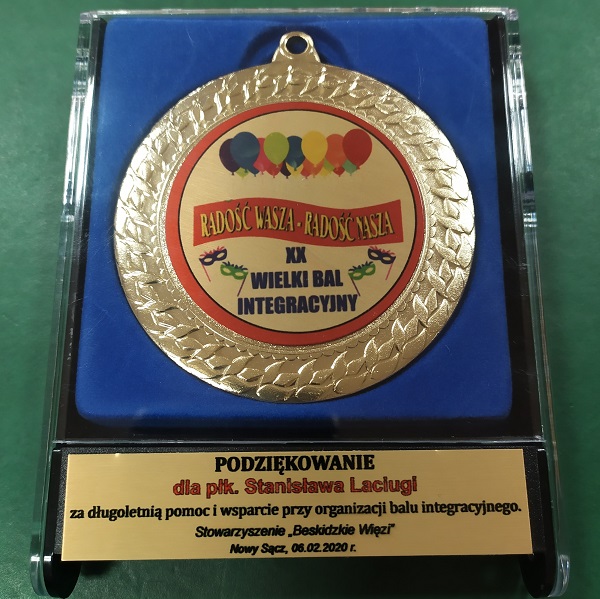 RADOŚĆ WASZA - RADOŚĆ NASZA
XX
WIELKI BAL
INTEGRACYJNY
PODZIĘKOWANIE
dla płk. Stanisława Laciugi
za długoletnią pomoc i wsparcie przy organizacji balu integracyjnego.
Stowarzyszenie „Beskidzkie Więzi”
Nowy Sącz, 06.02.2020 r.